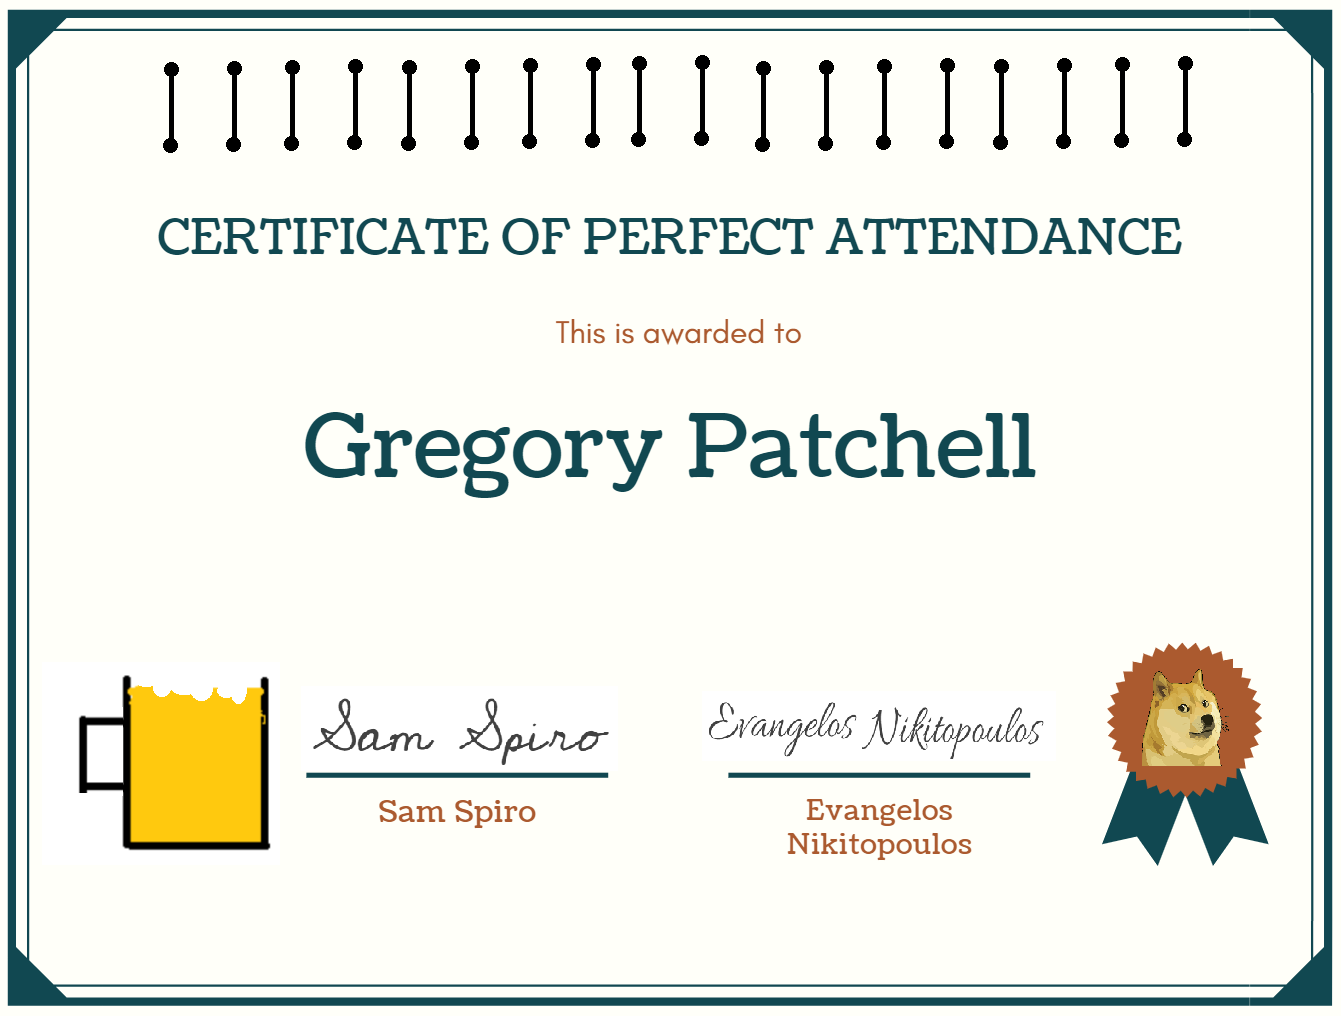 CERTIFICATE OF PERFECT ATTENDANCE
This is awarded to
Gregory Patchell
Sam Spiro
Sam Spiro
Evangelos Nikitopoulos
Evangelos
Nikitopoulos